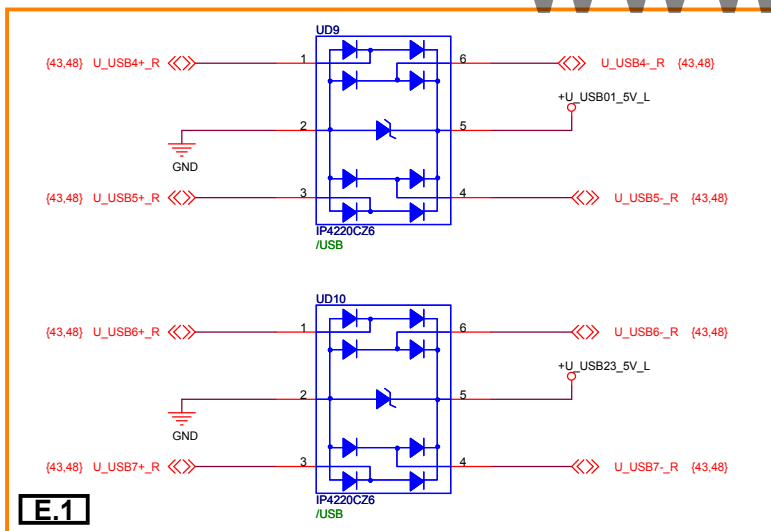 UD9
{43,48} U_USB4+_R 1 6 U_USB4-_R {43,48}
+U_USB01_5V_L
2 5
GND
{43,48} U_USB5+_R 3 4 U_USB5-_R {43,48}
IP4220CZ6
/USB
UD10
{43,48} U_USB6+_R 1 6 U_USB6-_R {43,48}
+U_USB23_5V_L
2 5
GND
{43,48} U_USB7+_R 3 4 U_USB7-_R {43,48}
IP4220CZ6
/USB
E.1